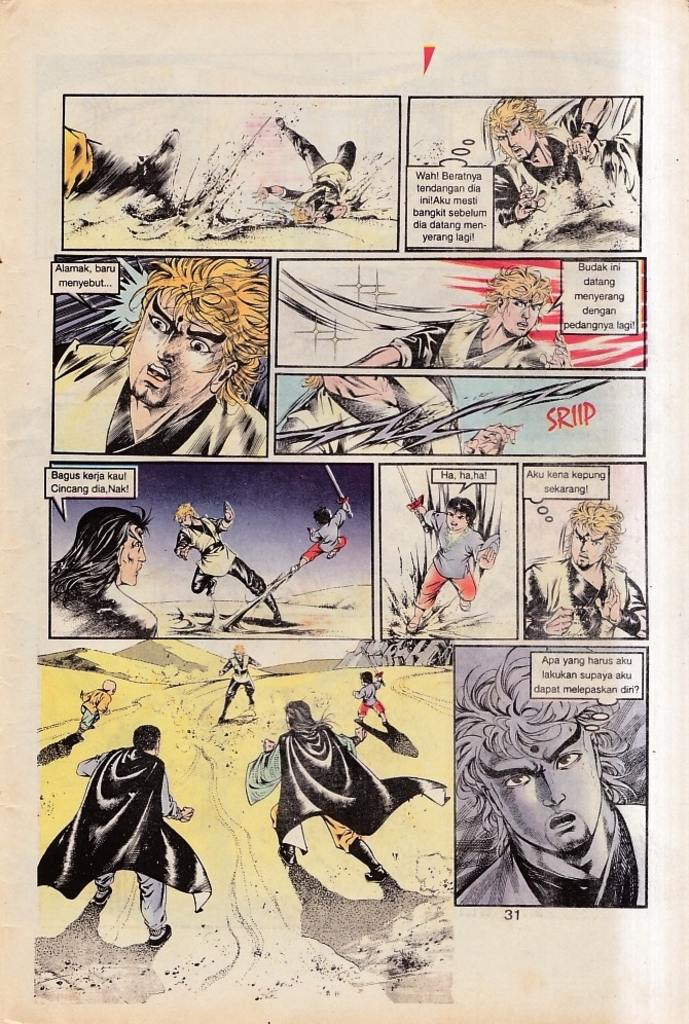 Wah! Beratnya
tendangan dia
ini!Aku mesti
bangkit sebelum
dia datang men-
yerang lagi!
Alamak, baru
menyebut...
Budak ini
datang
menyerang
dengan
pedangnya lagi!
SRIIP
Bagus kerja kau!
Cincang dia,Nak!
Ha, ha,ha!
Aku kena kepung
sekarang!
Apa yang harus aku
lakukan supaya aku
dapat melepaskan diri?
31